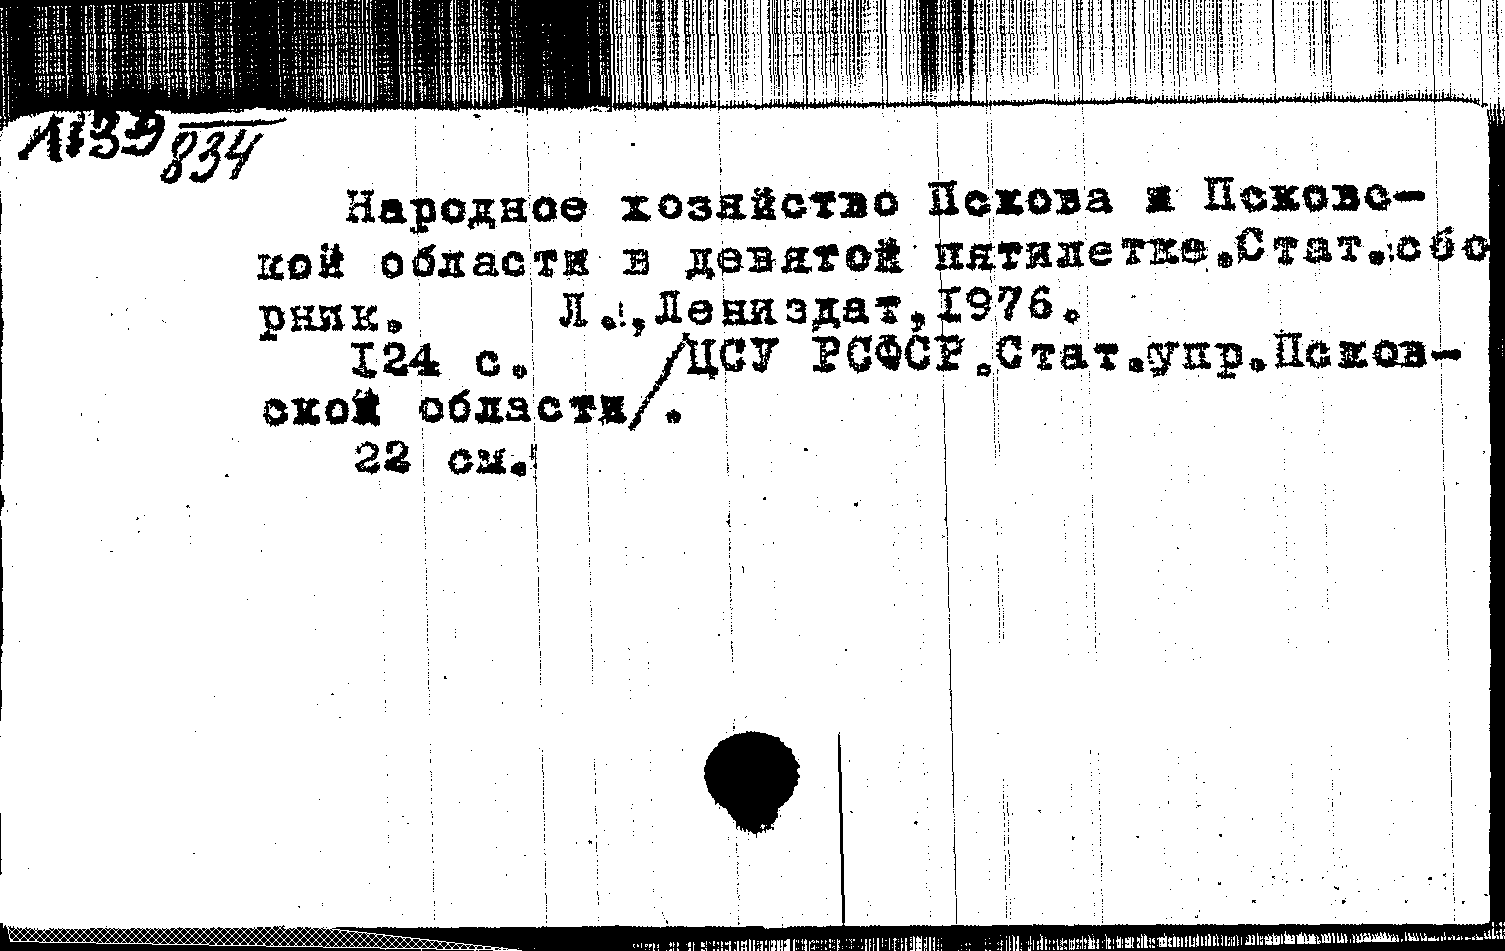 834
Народное хозяйство Пскова и Псковс-
кой области в девятой пятилетке.Стат.сбо
рник. Л.,Лениздат,1976.
124 с. /ЦСУ РСФСР.Стат.упр.Псков-
ской области/.
22 см.